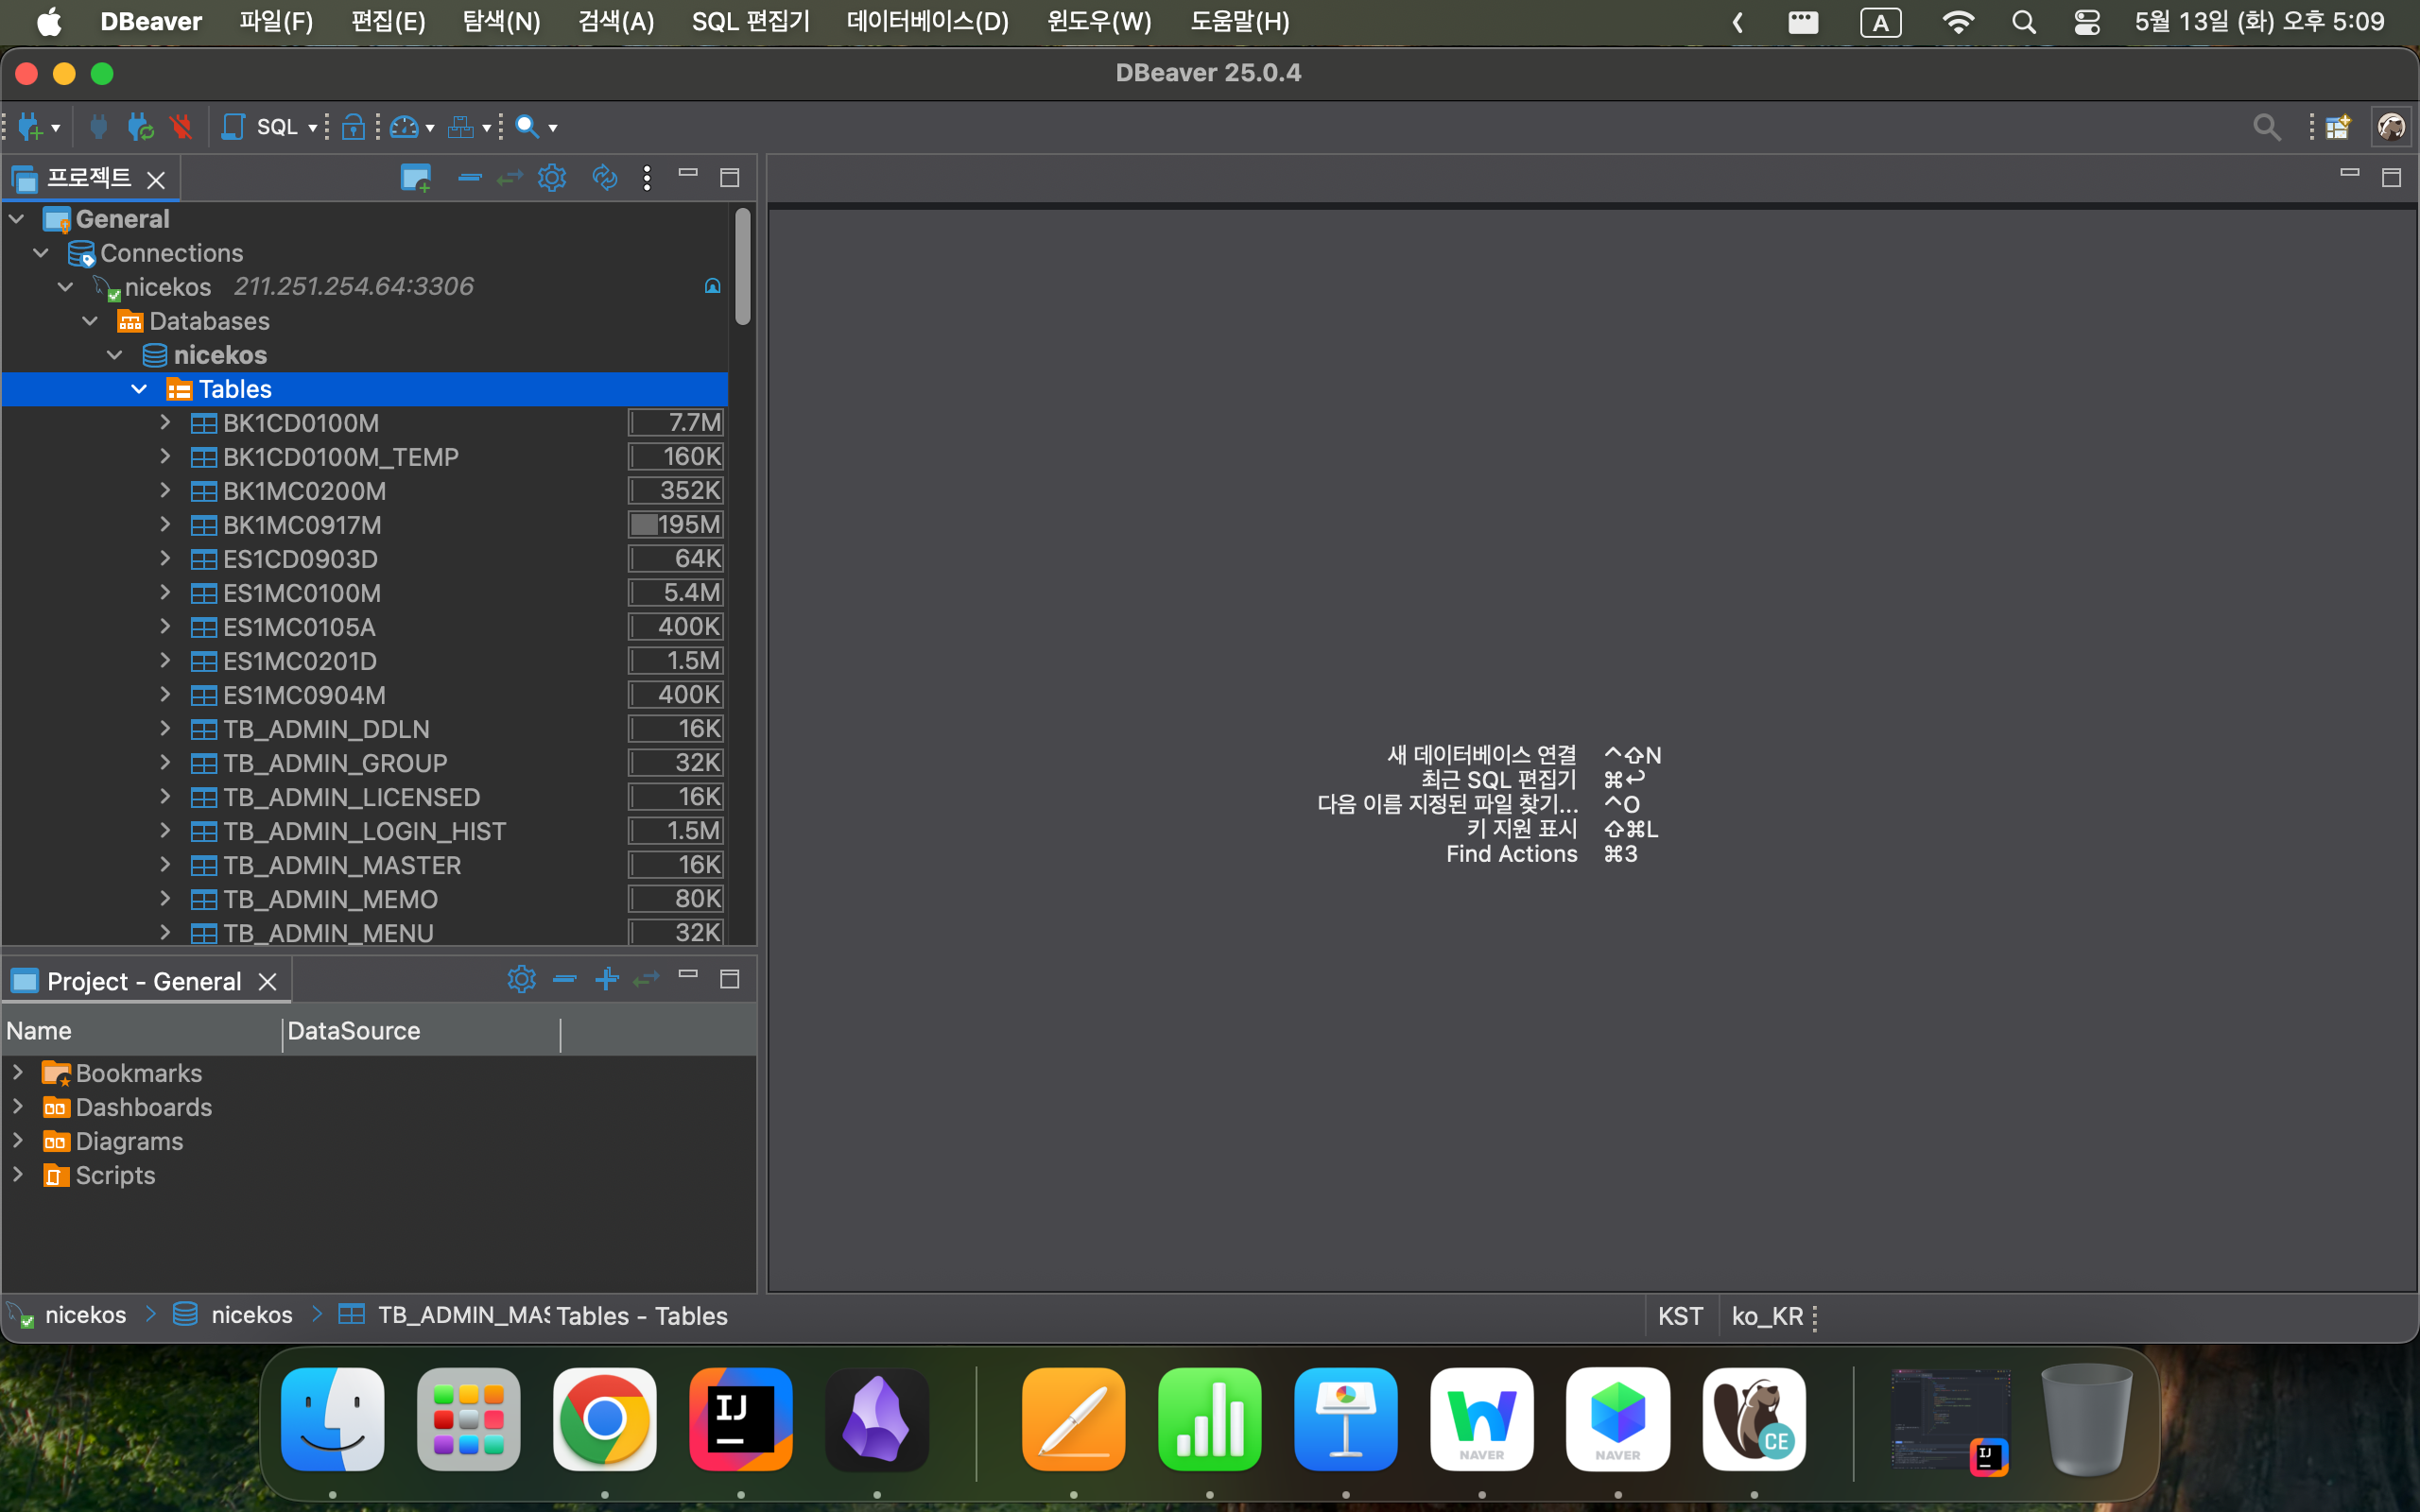 DBeaver 파일(F) 편집(E) 탐색(N) 검색(A) SQL 편집기 데이터베이스(D) 윈도우(W) 도움말(H) A 5월 13일 (화) 오후 5:09
DBeaver 25.0.4
SQL
프로젝트
General
Connections
nicekos 211.251.254.64:3306
Databases
nicekos
Tables
BK1CD0100M 7.7M
BK1CD0100M_TEMP 160K
BK1MC0200M 352K
BK1MC0917M 195M
ES1CD0903D 64K
ES1MC0100M 5.4M
ES1MC0105A 400K
ES1MC0201D 1.5M
ES1MC0904M 400K
TB_ADMIN_DDLN 16K
TB_ADMIN_GROUP 32K
TB_ADMIN_LICENSED 16K
TB_ADMIN_LOGIN_HIST 1.5M
TB_ADMIN_MASTER 16K
TB_ADMIN_MEMO 80K
TB_ADMIN_MENU 32K
새 데이터베이스 연결 ^⇧N
최근 SQL 편집기 ⌘↩
다음 이름 지정된 파일 찾기... ^O
키 지원 표시 ⇧⌘L
Find Actions ⌘3
Project - General
Name DataSource
Bookmarks
Dashboards
Diagrams
Scripts
nicekos nicekos TB_ADMIN_MAS Tables - Tables KST ko_KR
IJ NAVER NAVER CE IJ